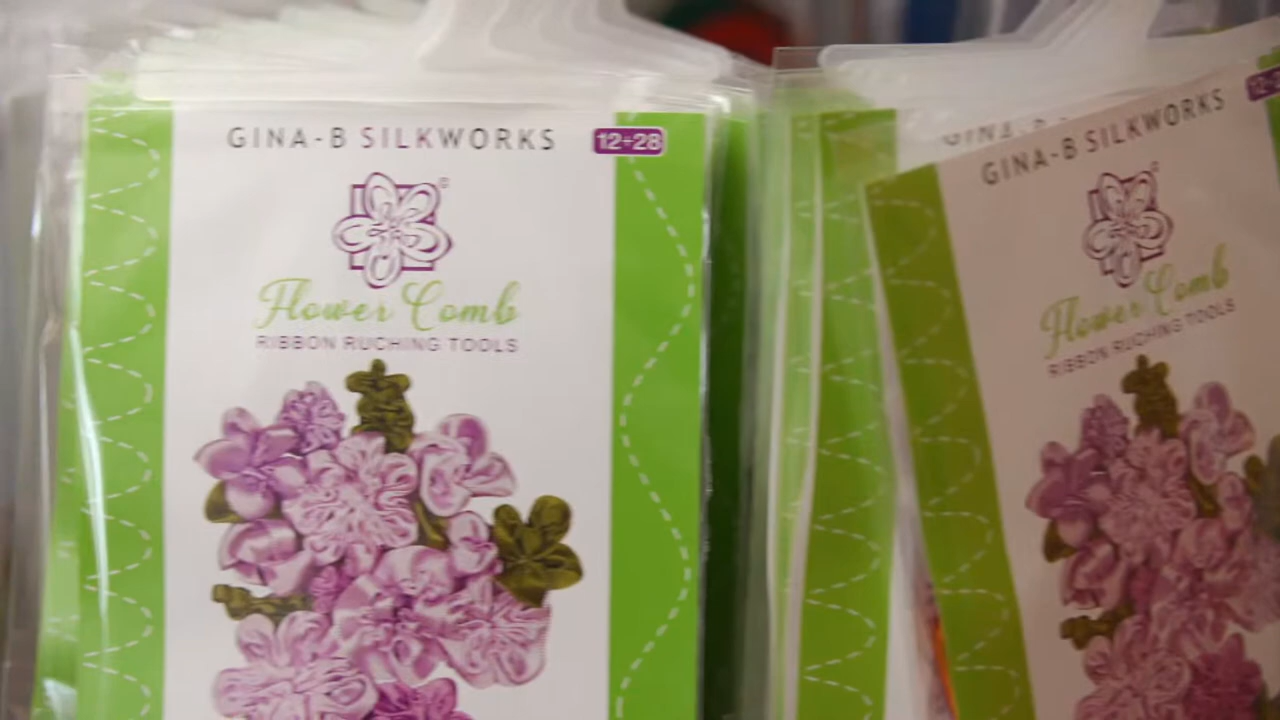 GINA-B SILKWORKS 12+28
©
Flower Comb
RIBBON RUCHING TOOLS
GINA-B SILKWORKS
Flower Comb
RIBBON RUCHING TOOLS